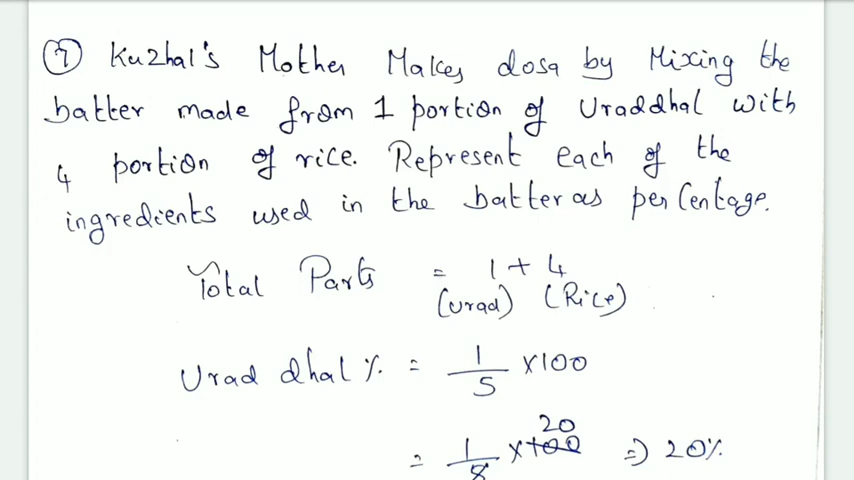 7 Kuzhal's Mother Makes dosa by Mixing the
batter made from 1 portion of Uraddhal with
4 portion of rice. Represent each of the
ingredients used in the batter as percentage.
Total Parts = 1 + 4
(urad) (Rice)
Urad dhal % = 1/5 ×100
20
= 1/5 ×100 => 20%